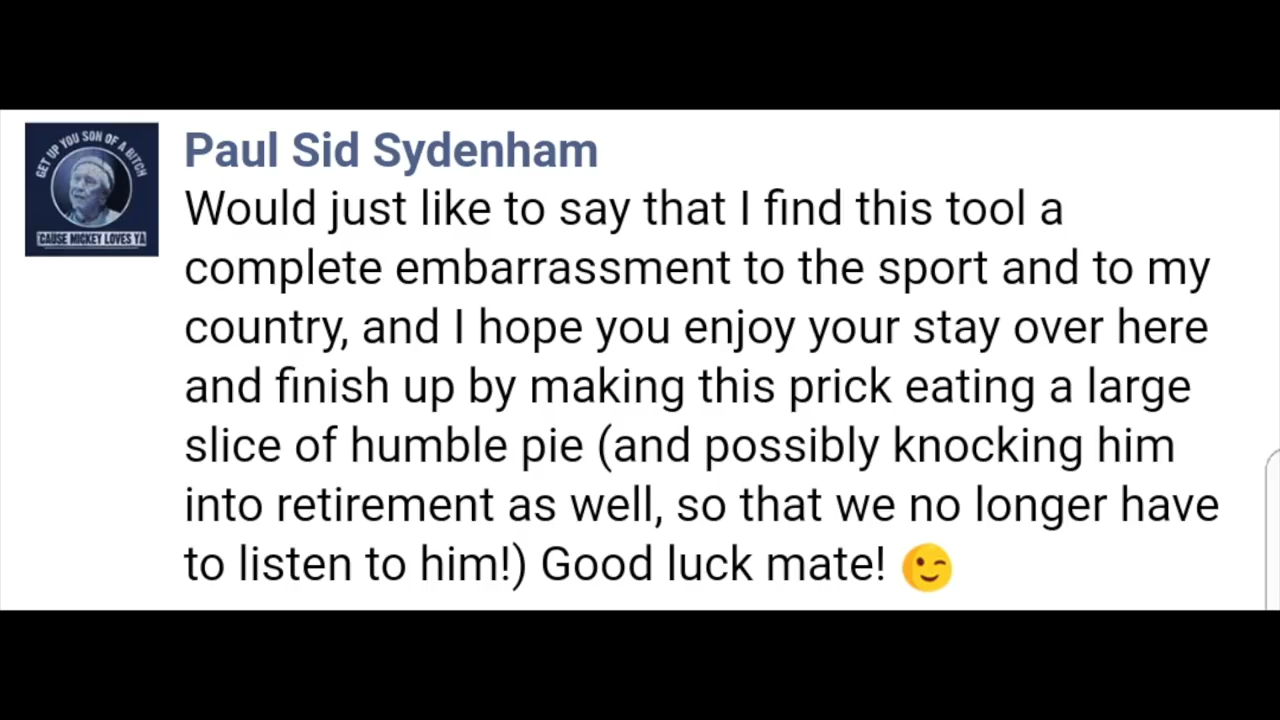 GET UP YOU SON OF A BITCH
'CAUSE MICKEY LOVES YA
Paul Sid Sydenham
Would just like to say that I find this tool a
complete embarrassment to the sport and to my
country, and I hope you enjoy your stay over here
and finish up by making this prick eating a large
slice of humble pie (and possibly knocking him
into retirement as well, so that we no longer have
to listen to him!) Good luck mate! 😉